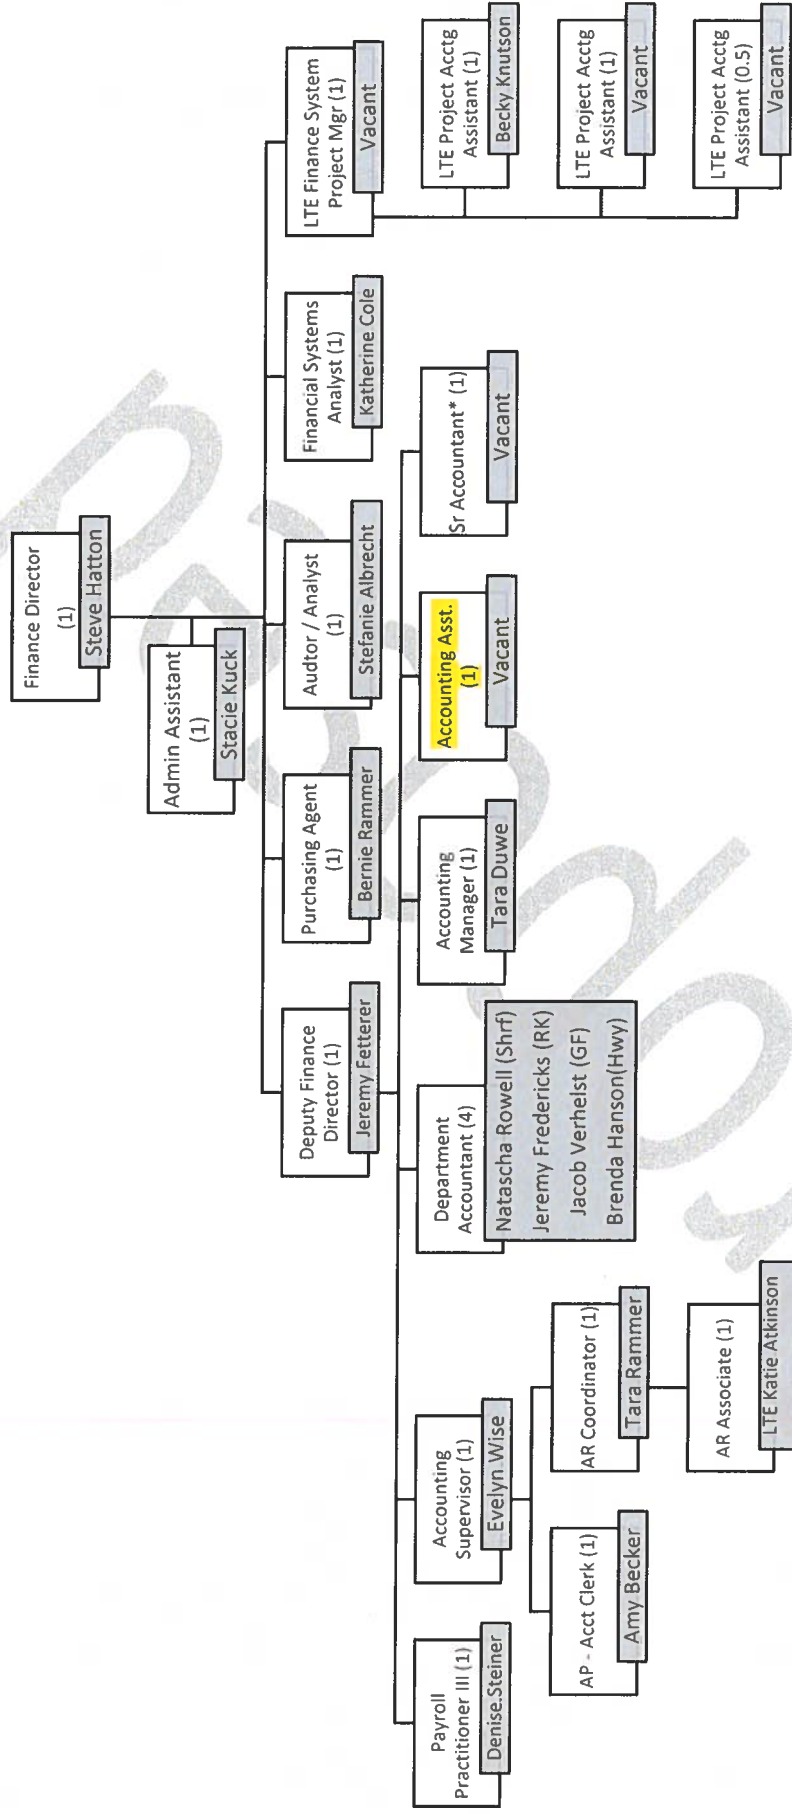 Finance Director
(1)
Steve Hatton
Admin Assistant
(1)
Stacie Kuck
Deputy Finance
Director (1)
Jeremy Fetterer
Purchasing Agent
(1)
Bernie Rammer
Audtor / Analyst
(1)
Stefanie Albrecht
Financial Systems
Analyst (1)
Katherine Cole
LTE Finance System
Project Mgr (1)
Vacant
Payroll
Practitioner III (1)
Denise.Steiner
Accounting
Supervisor (1)
Evelyn Wise
Department
Accountant (4)
Natascha Rowell (Shrf)
Jeremy Fredericks (RK)
Jacob Verhelst (GF)
Brenda Hanson(Hwy)
Accounting
Manager (1)
Tara Duwe
Accounting Asst.
(1)
Vacant
Sr Accountant* (1)
Vacant
LTE Project Acctg
Assistant (1)
Becky Knutson
AP - Acct Clerk (1)
Amy Becker
AR Coordinator (1)
Tara Rammer
LTE Project Acctg
Assistant (1)
Vacant
AR Associate (1)
LTE Katie Atkinson
LTE Project Acctg
Assistant (0.5)
Vacant